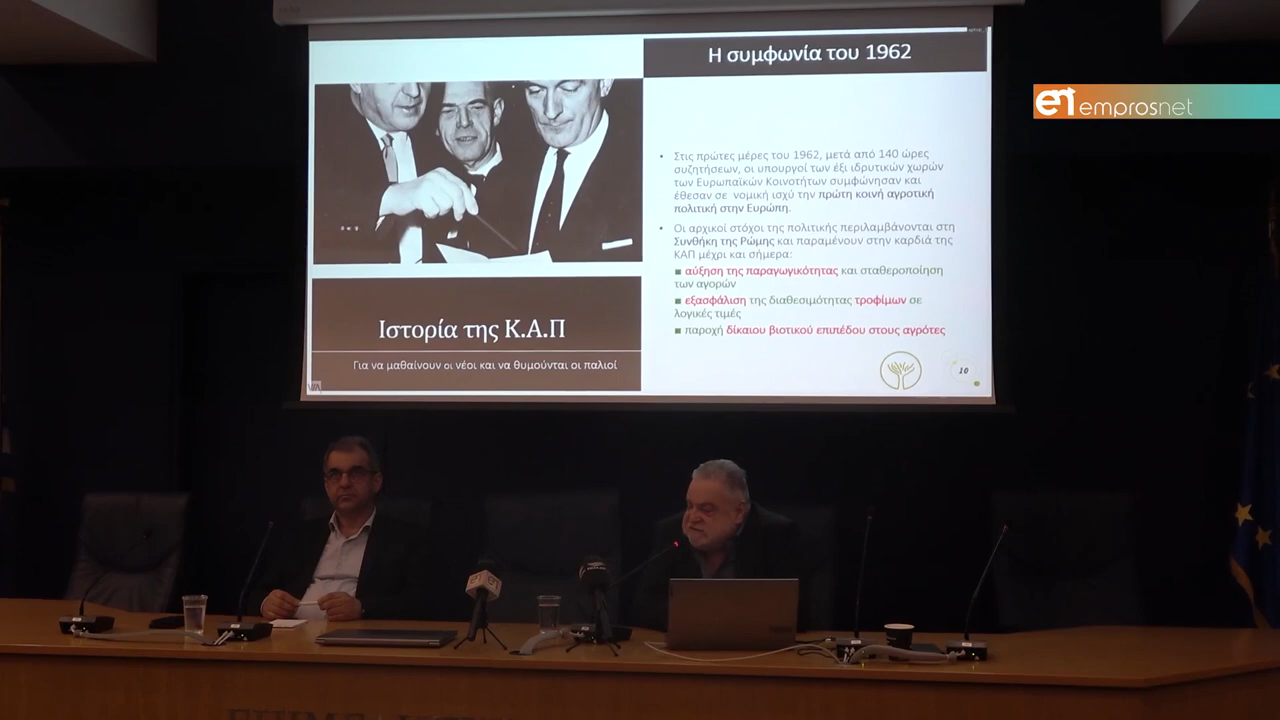 Η συμφωνία του 1962
emprosnet
• Στις πρώτες μέρες του 1962, μετά από 140 ώρες
συζητήσεων, οι υπουργοί των έξι ιδρυτικών χωρών
των Ευρωπαϊκών Κοινοτήτων συμφώνησαν και
έθεσαν σε νομική ισχύ την πρώτη κοινή αγροτική
πολιτική στην Ευρώπη.
• Οι αρχικοί στόχοι της πολιτικής περιλαμβάνονται στη
Συνθήκη της Ρώμης και παραμένουν στην καρδιά της
ΚΑΠ μέχρι και σήμερα:
■ αύξηση της παραγωγικότητας και σταθεροποίηση
των αγορών
■ εξασφάλιση της διαθεσιμότητας τροφίμων σε
λογικές τιμές
■ παροχή δίκαιου βιοτικού επιπέδου στους αγρότες
Ιστορία της Κ.Α.Π
Για να μαθαίνουν οι νέοι και να θυμούνται οι παλιοί
10